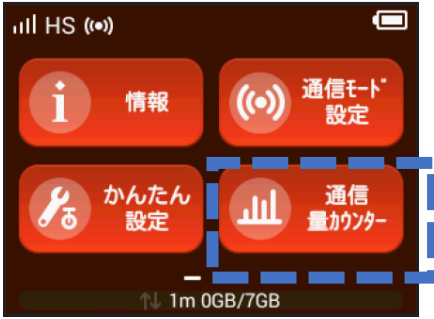 HS
情報
通信モード
設定
かんたん
設定
通信
量カウンター
1m 0GB/7GB